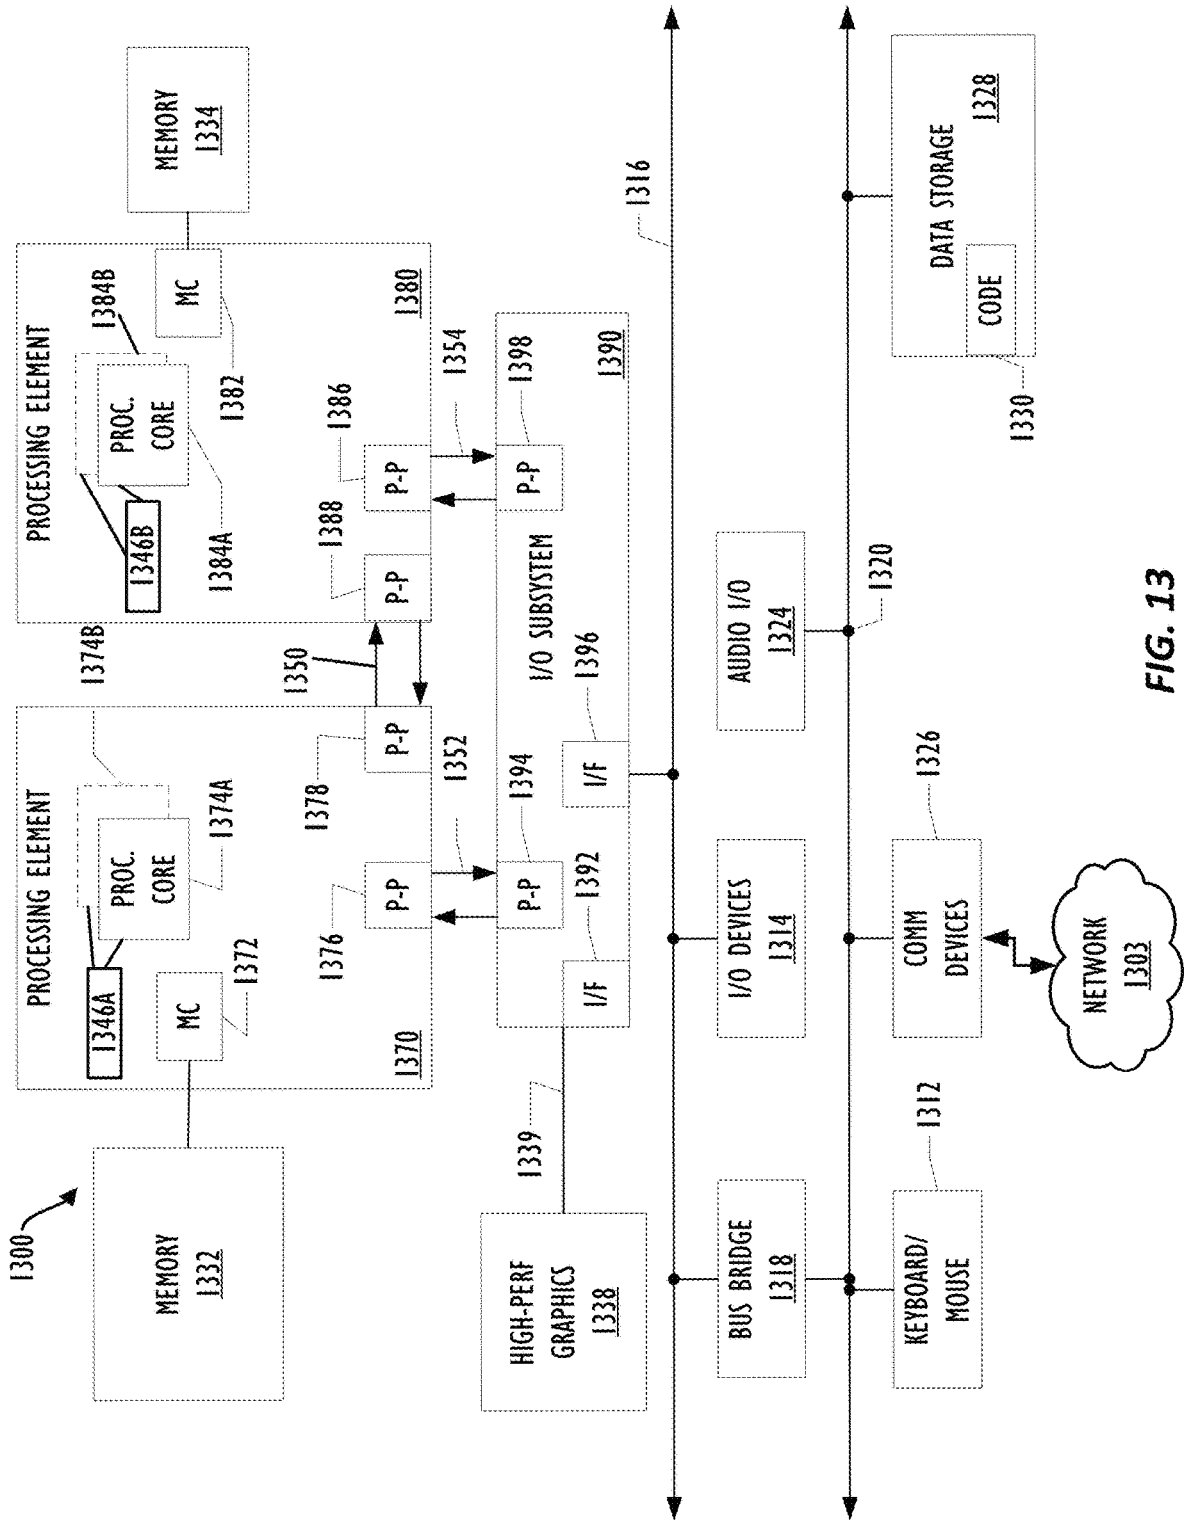 1300
PROCESSING ELEMENT
1374B
PROCESSING ELEMENT
1346A
PROC.
CORE
1374A
MC
1372
1370
1376
P-P
1378
P-P
1350
1346B
PROC.
CORE
1384A
1384B
MC
1382
1380
1388
P-P
1386
P-P
MEMORY
1332
MEMORY
1334
1352
1354
HIGH-PERF
GRAPHICS
1338
1339
P-P
1394
I/O SUBSYSTEM
P-P
1398
I/F
1392
I/F
1396
1390
1316
BUS BRIDGE
1318
I/O DEVICES
1314
AUDIO I/O
1324
1320
KEYBOARD/
MOUSE
1312
COMM
DEVICES
1326
DATA STORAGE
1328
CODE
1330
NETWORK
1303
FIG. 13